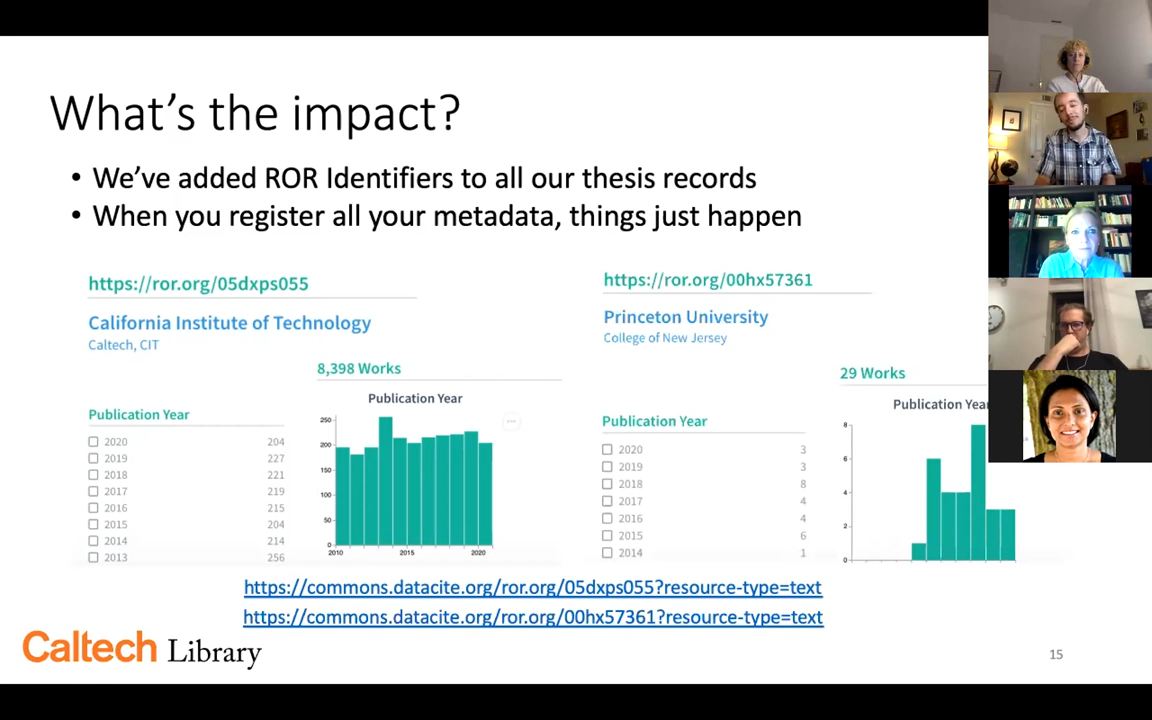 What's the impact?
• We've added ROR Identifiers to all our thesis records
• When you register all your metadata, things just happen
https://ror.org/05dxps055
California Institute of Technology
Caltech, CIT
8,398 Works
Publication Year
Publication Year
2020 204
2019 227
2018 221
2017 219
2016 215
2015 204
2014 214
2013 256
250
200
150
100
50
0
2010 2015 2020
https://ror.org/00hx57361
Princeton University
College of New Jersey
29 Works
Publication Yea
Publication Year
2020 3
2019 3
2018 8
2017 4
2016 4
2015 6
2014 1
8
6
4
2
0
https://commons.datacite.org/ror.org/05dxps055?resource-type=text
https://commons.datacite.org/ror.org/00hx57361?resource-type=text
Caltech Library
15